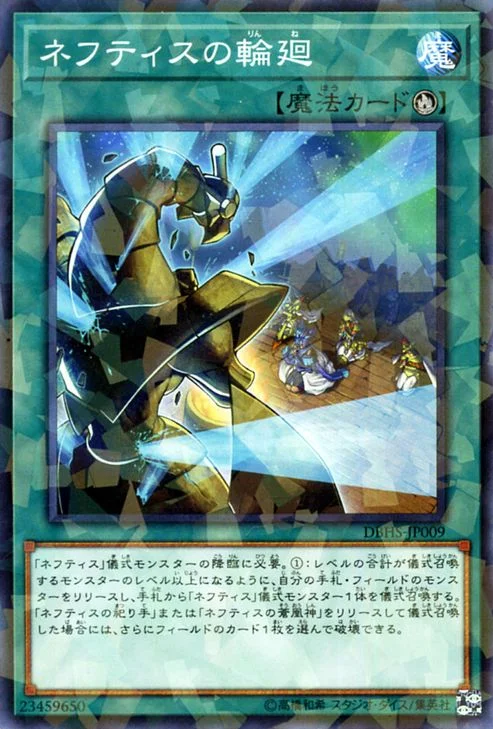 ネフティスの輪廻
魔
【魔法カード】
DBHS-JP009
「ネフティス」儀式モンスターの降臨に必要。①：レベルの合計が儀式召喚
するモンスターのレベル以上になるように、自分の手札・フィールドのモンス
ターをリリースし、手札から「ネフティス」儀式モンスター1体を儀式召喚する。
「ネフティスの祀り手」または「ネフティスの蒼凰神」をリリースして儀式召喚
した場合には、さらにフィールドのカード1枚を選んで破壊できる。
23459650
©高橋和希 スタジオ・ダイス/集英社